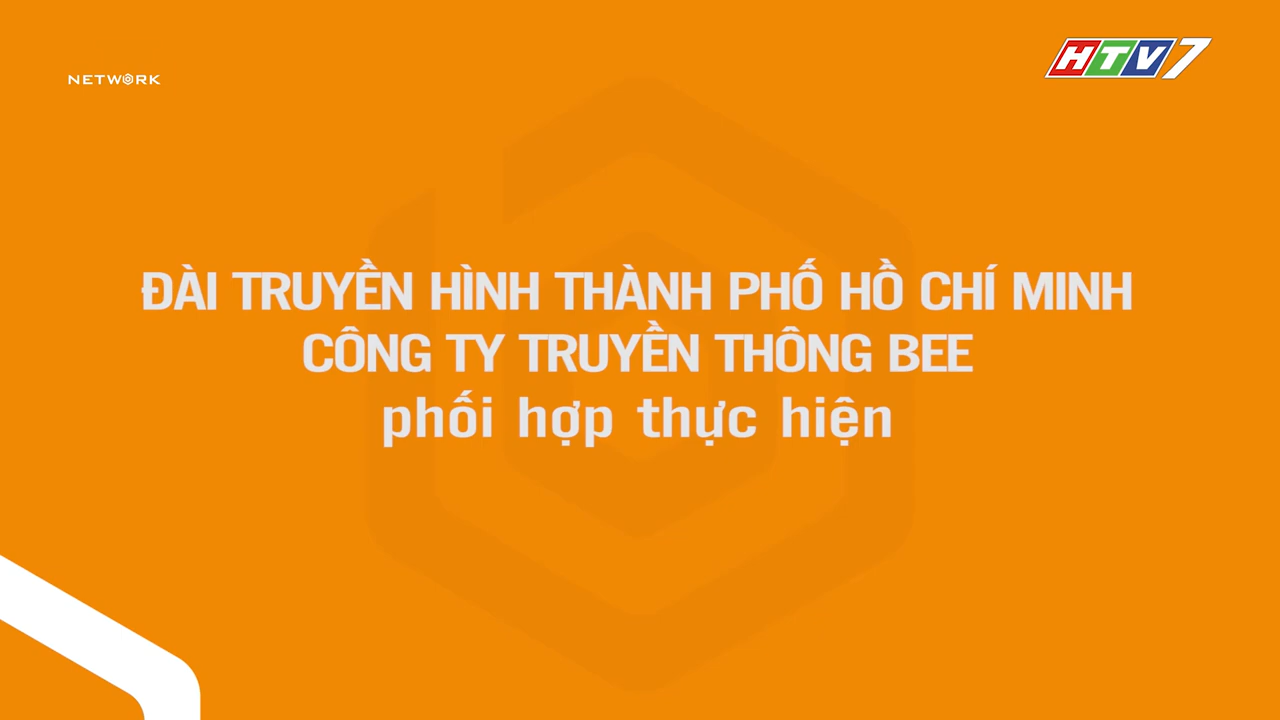 NETWORK
HTV7
ĐÀI TRUYỀN HÌNH THÀNH PHỐ HỒ CHÍ MINH
CÔNG TY TRUYỀN THÔNG BEE
phối hợp thực hiện